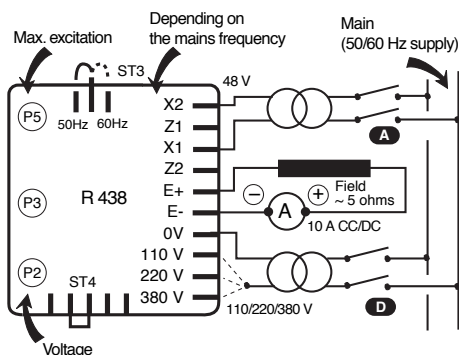 Max. excitation
Depending on
the mains frequency
Main
(50/60 Hz supply)
ST3
48 V
P5
50Hz 60Hz
X2
Z1
X1
A
Z2
P3
R 438
E+
Field
~ 5 ohms
E-
− A +
10 A CC/DC
0V
110 V
P2
ST4
220 V
380 V
110/220/380 V
D
Voltage